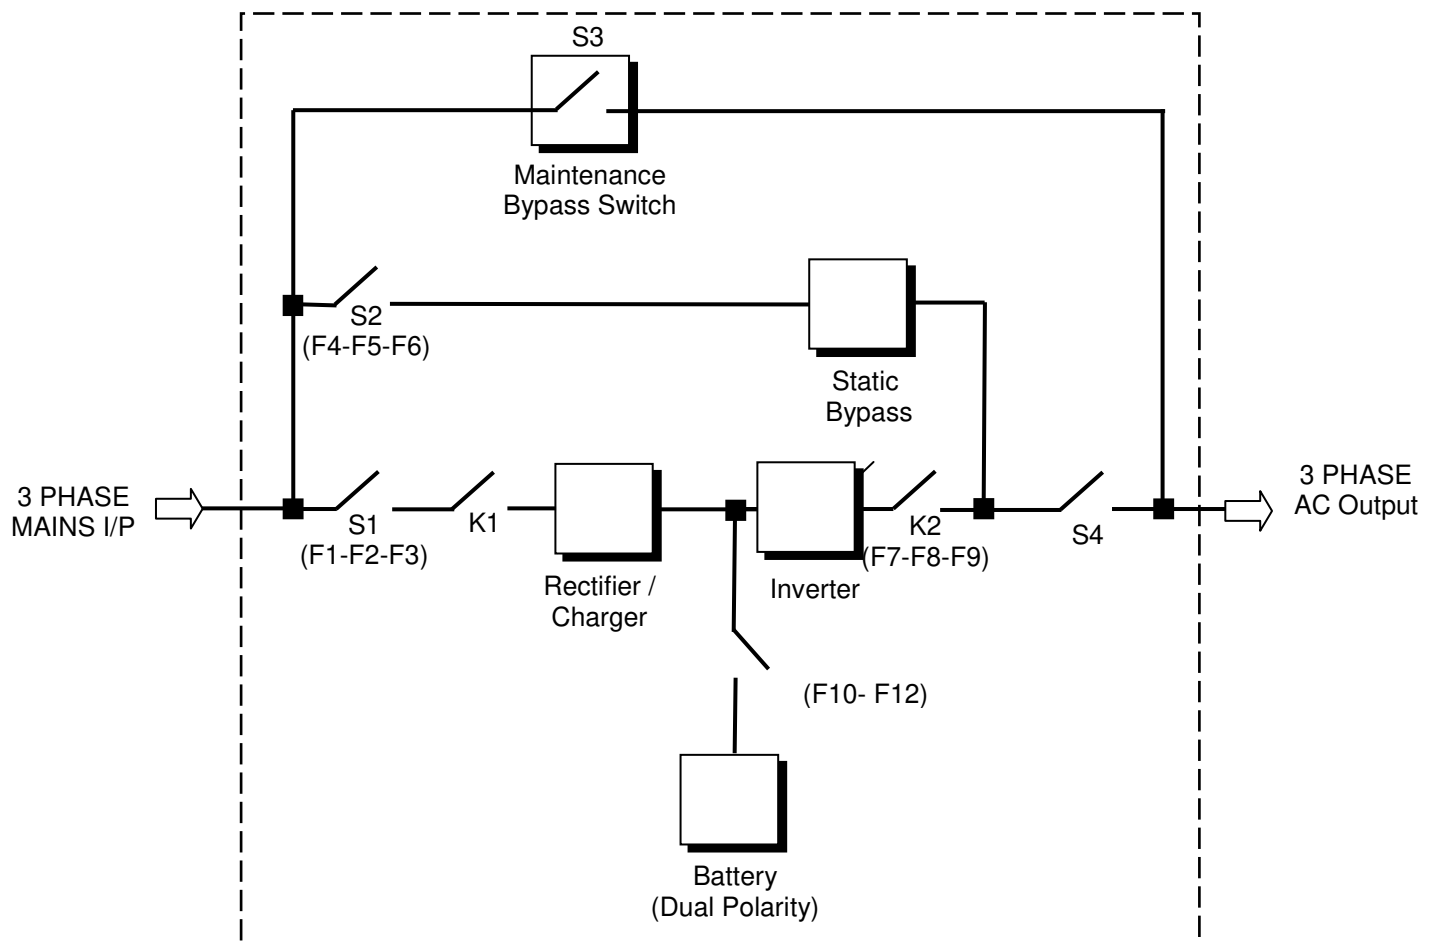 S3
Maintenance
Bypass Switch
S2
(F4-F5-F6)
Static
Bypass
3 PHASE
MAINS I/P
S1
(F1-F2-F3)
K1
Rectifier /
Charger
Inverter
K2
(F7-F8-F9)
S4
3 PHASE
AC Output
(F10- F12)
Battery
(Dual Polarity)